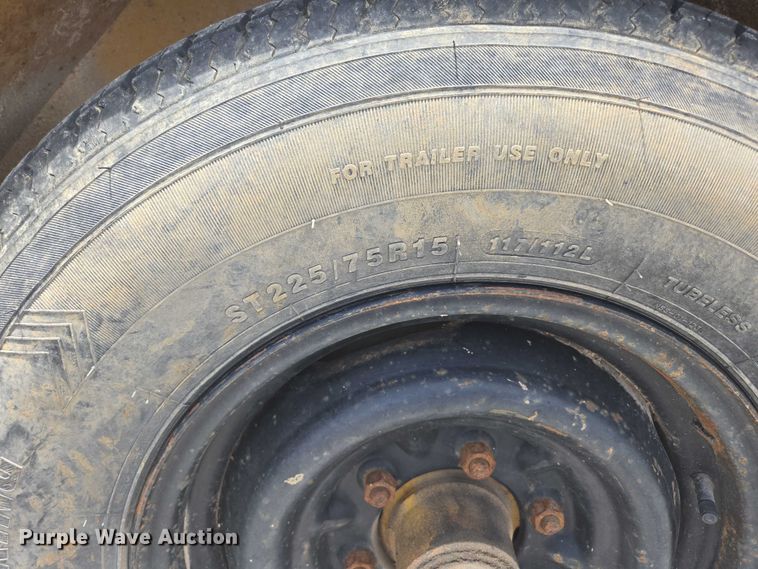 FOR TRAILER USE ONLY
ST225/75R15 117/112L
TUBELESS
Purple Wave Auction®